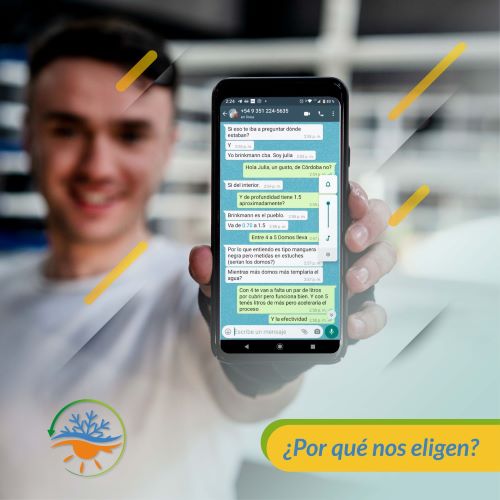 2:24
83 %
+54 9 351 224-5635
en línea
Si eso te iba a preguntar dónde
estaban?
Y
Yo brinkmann cba. Soy julia
Hola Julia, un gusto, de Córdoba no?
Si del interior.
Y de profundidad tiene 1.5
aproximadamente?
Brinkmann es el pueblo.
Va de 0.70 a 1.5
Entre 4 a 5 Domos lleva
Por lo que entiendo es tipo manguera
negra pero metidas en estuches
(serían los domos?)
Mientras más domos más templaría el
agua?
Con 4 te van a falta un par de litros
por cubrir pero funciona bien. Y con 5
tenés litros de más pero aceleraría el
proceso
Y la efectividad
Escribe un mensaje
¿Por qué nos eligen?